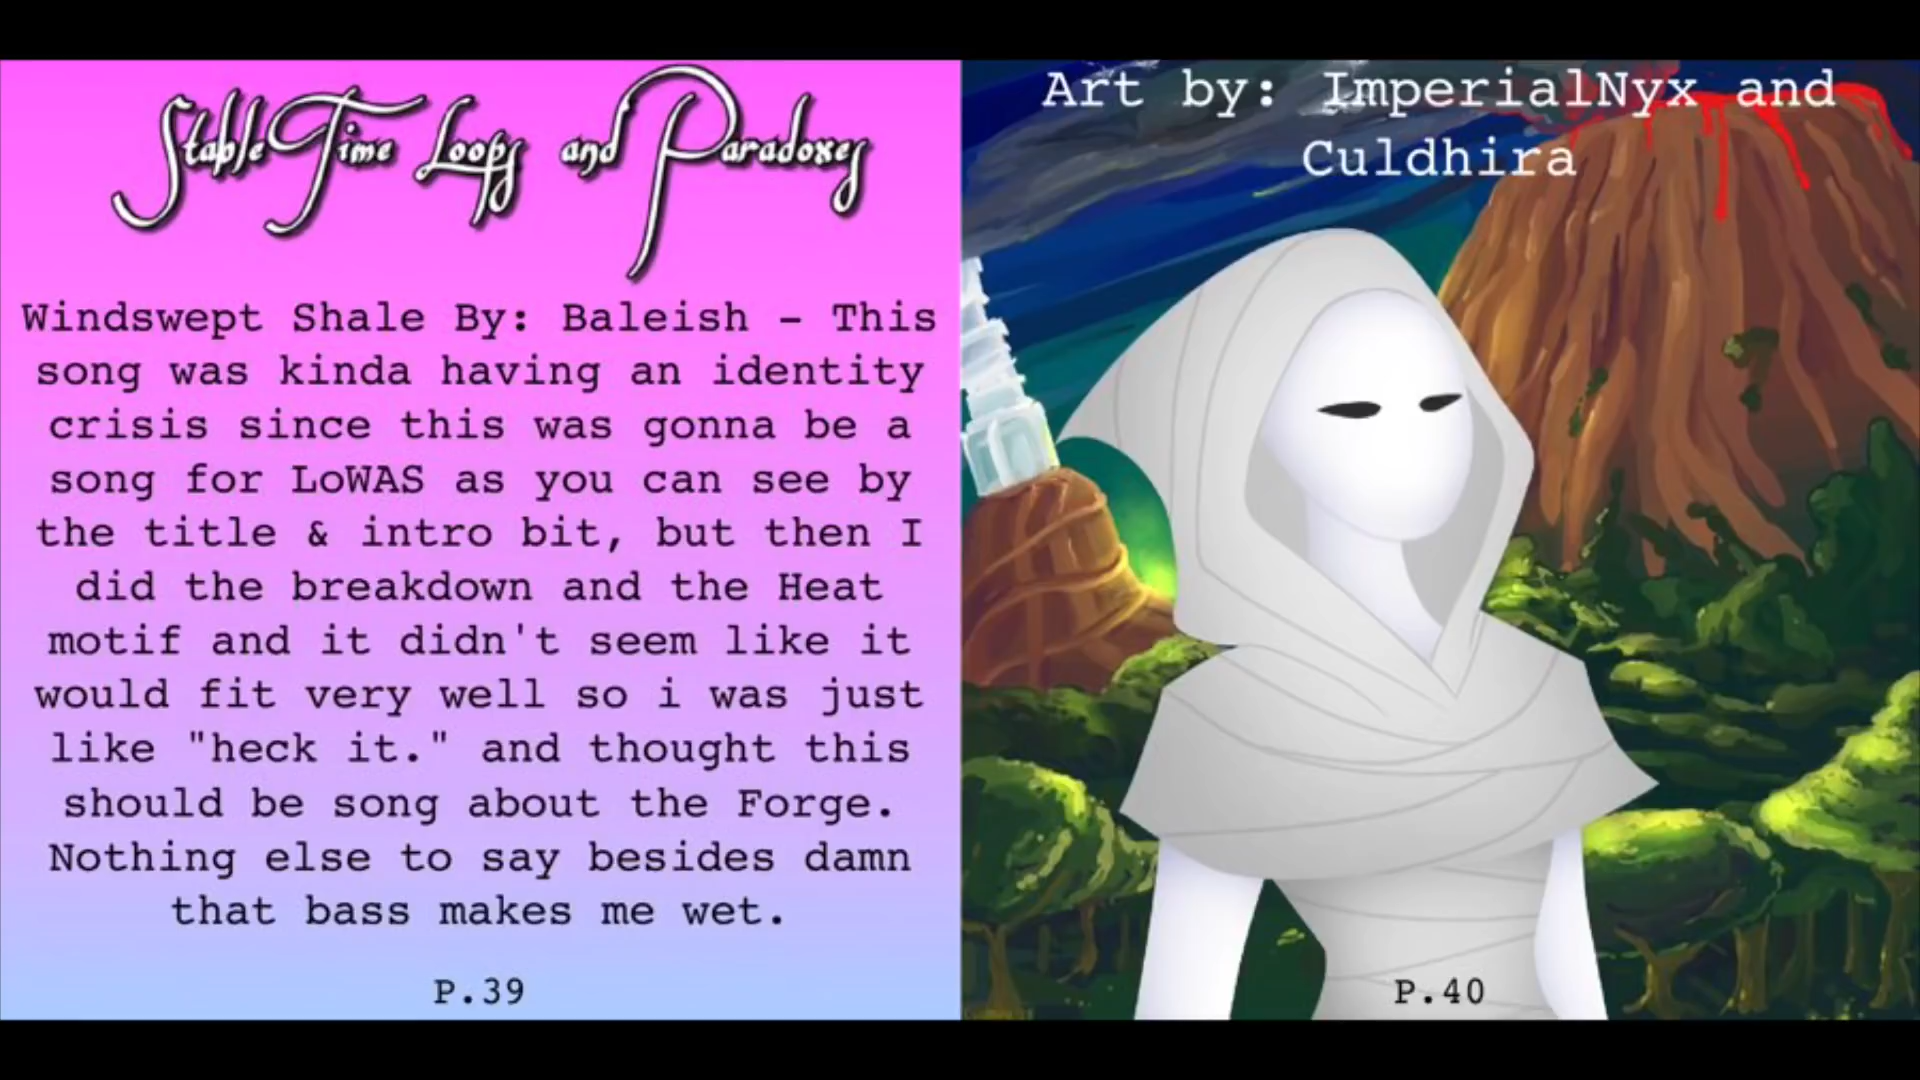 Stable Time Loops and Paradoxes
Windswept Shale By: Baleish - This
song was kinda having an identity
crisis since this was gonna be a
song for LoWAS as you can see by
the title & intro bit, but then I
did the breakdown and the Heat
motif and it didn't seem like it
would fit very well so i was just
like "heck it." and thought this
should be song about the Forge.
Nothing else to say besides damn
that bass makes me wet.
P.39
Art by: ImperialNyx and
Culdhira
P.40